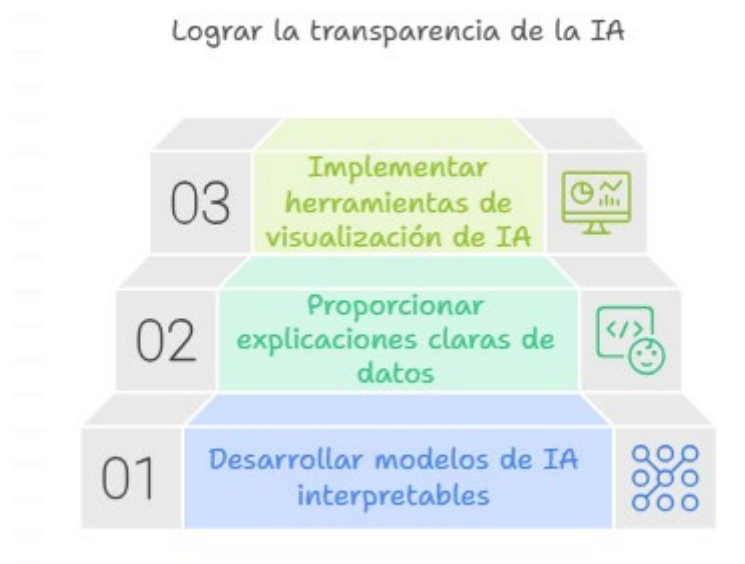 Lograr la transparencia de la IA
03
Implementar
herramientas de
visualización de IA
02
Proporcionar
explicaciones claras de
datos
01
Desarrollar modelos de IA
interpretables